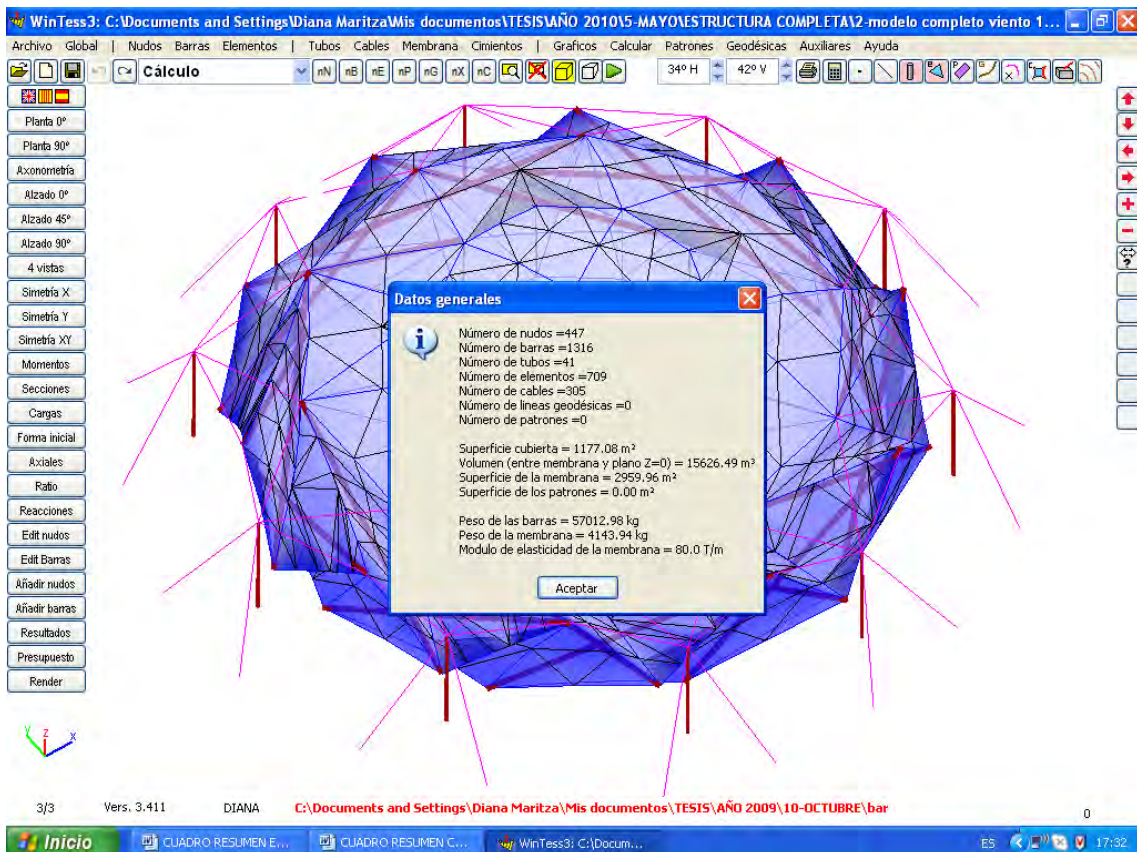 WinTess3: C:\Documents and Settings\Diana Maritza\Mis documentos\TESIS\AÑO 2010\5-MAYO\ESTRUCTURA COMPLETA\2-modelo completo viento 1...
Archivo Global | Nudos Barras Elementos | Tubos Cables Membrana Cimientos | Graficos Calcular Patrones Geodésicas Auxiliares Ayuda
Cálculo nN nB nE nP nG nX nC 34º H 42º V
Planta 0º
Planta 90º
Axonometría
Alzado 0º
Alzado 45º
Alzado 90º
4 vistas
Simetría X
Simetría Y
Simetría XY
Momentos
Secciones
Cargas
Forma inicial
Axiales
Ratio
Reacciones
Edit nudos
Edit Barras
Añadir nudos
Añadir barras
Resultados
Presupuesto
Render
Datos generales
Número de nudos =447
Número de barras =1316
Número de tubos =41
Número de elementos =709
Número de cables =305
Número de lineas geodésicas =0
Número de patrones =0
Superficie cubierta = 1177.08 m²
Volumen (entre membrana y plano Z=0) = 15626.49 m³
Superficie de la membrana = 2959.96 m²
Superficie de los patrones = 0.00 m²
Peso de las barras = 57012.98 kg
Peso de la membrana = 4143.94 kg
Modulo de elasticidad de la membrana = 80.0 T/m
Aceptar
Y Z X
3/3 Vers. 3.411 DIANA C:\Documents and Settings\Diana Maritza\Mis documentos\TESIS\AÑO 2009\10-OCTUBRE\bar 0
Inicio CUADRO RESUMEN E... CUADRO RESUMEN C... WinTess3: C:\Docum... ES 17:32